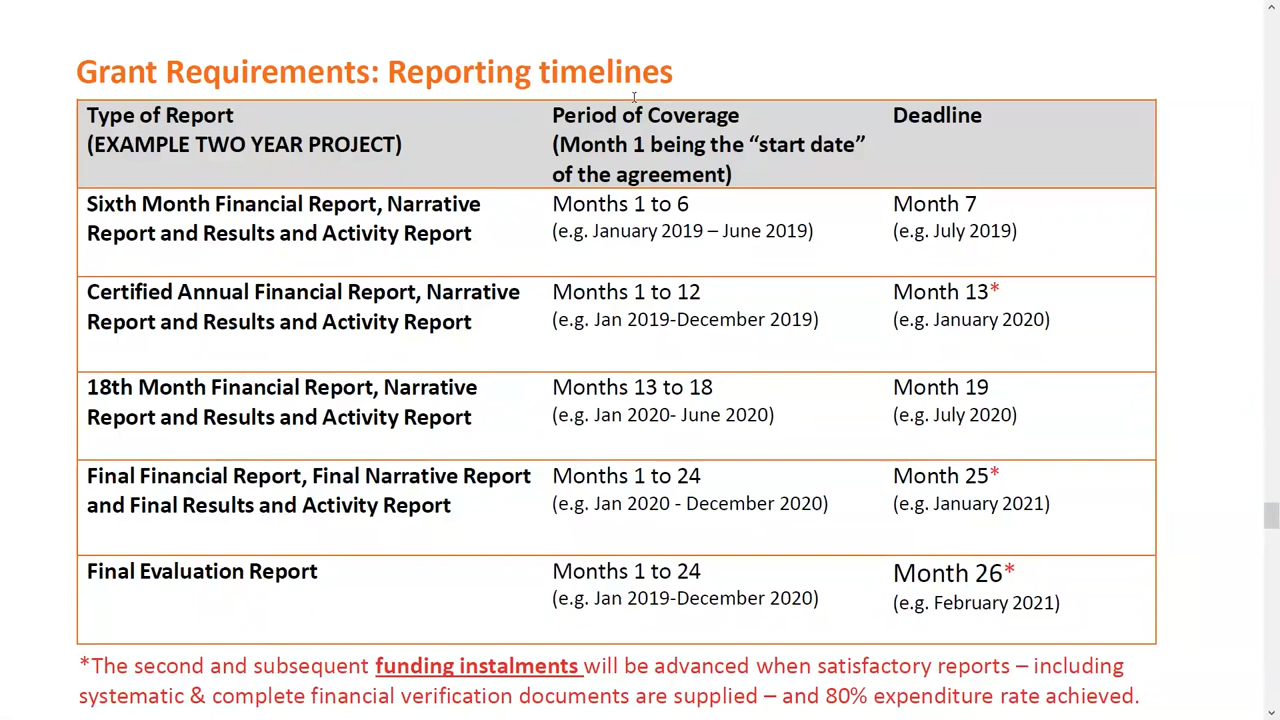 Grant Requirements: Reporting timelines
Type of Report
(EXAMPLE TWO YEAR PROJECT)
Period of Coverage
(Month 1 being the “start date”
of the agreement)
Deadline
Sixth Month Financial Report, Narrative
Report and Results and Activity Report
Months 1 to 6
(e.g. January 2019 – June 2019)
Month 7
(e.g. July 2019)
Certified Annual Financial Report, Narrative
Report and Results and Activity Report
Months 1 to 12
(e.g. Jan 2019-December 2019)
Month 13*
(e.g. January 2020)
18th Month Financial Report, Narrative
Report and Results and Activity Report
Months 13 to 18
(e.g. Jan 2020- June 2020)
Month 19
(e.g. July 2020)
Final Financial Report, Final Narrative Report
and Final Results and Activity Report
Months 1 to 24
(e.g. Jan 2020 - December 2020)
Month 25*
(e.g. January 2021)
Final Evaluation Report
Months 1 to 24
(e.g. Jan 2019-December 2020)
Month 26*
(e.g. February 2021)
*The second and subsequent funding instalments will be advanced when satisfactory reports – including
systematic & complete financial verification documents are supplied – and 80% expenditure rate achieved.